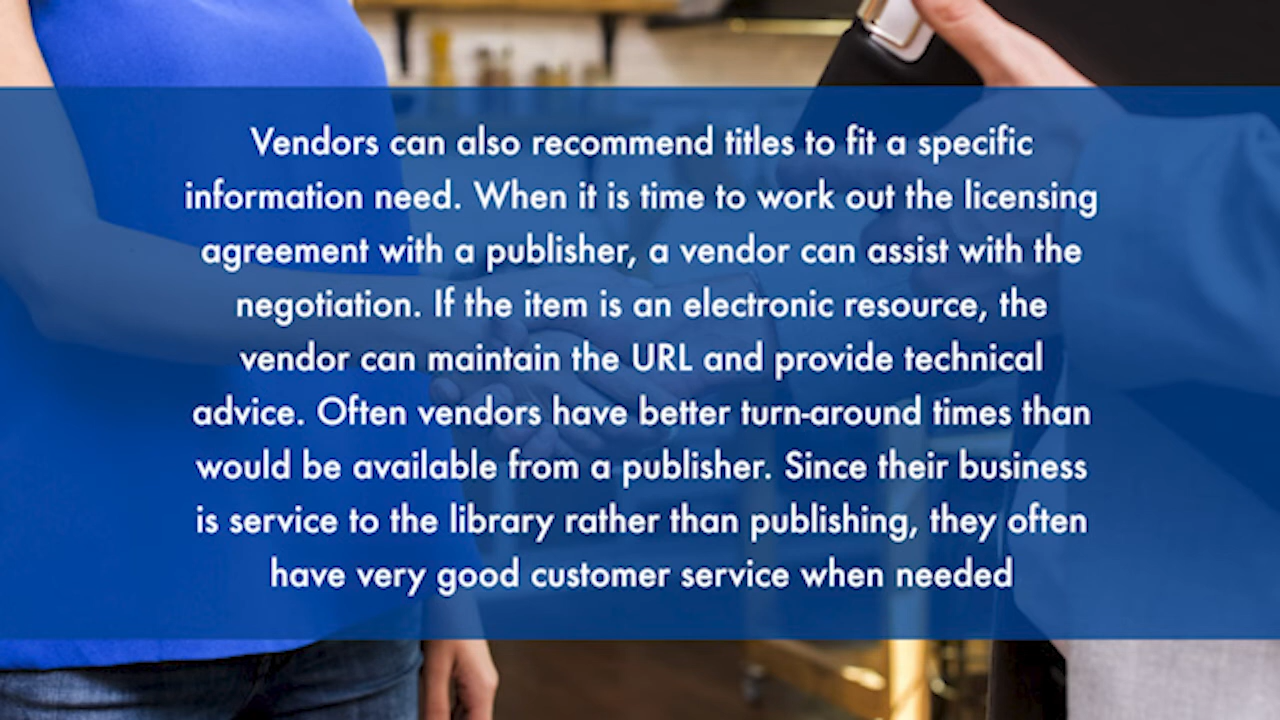 Vendors can also recommend titles to fit a specific
information need. When it is time to work out the licensing
agreement with a publisher, a vendor can assist with the
negotiation. If the item is an electronic resource, the
vendor can maintain the URL and provide technical
advice. Often vendors have better turn-around times than
would be available from a publisher. Since their business
is service to the library rather than publishing, they often
have very good customer service when needed